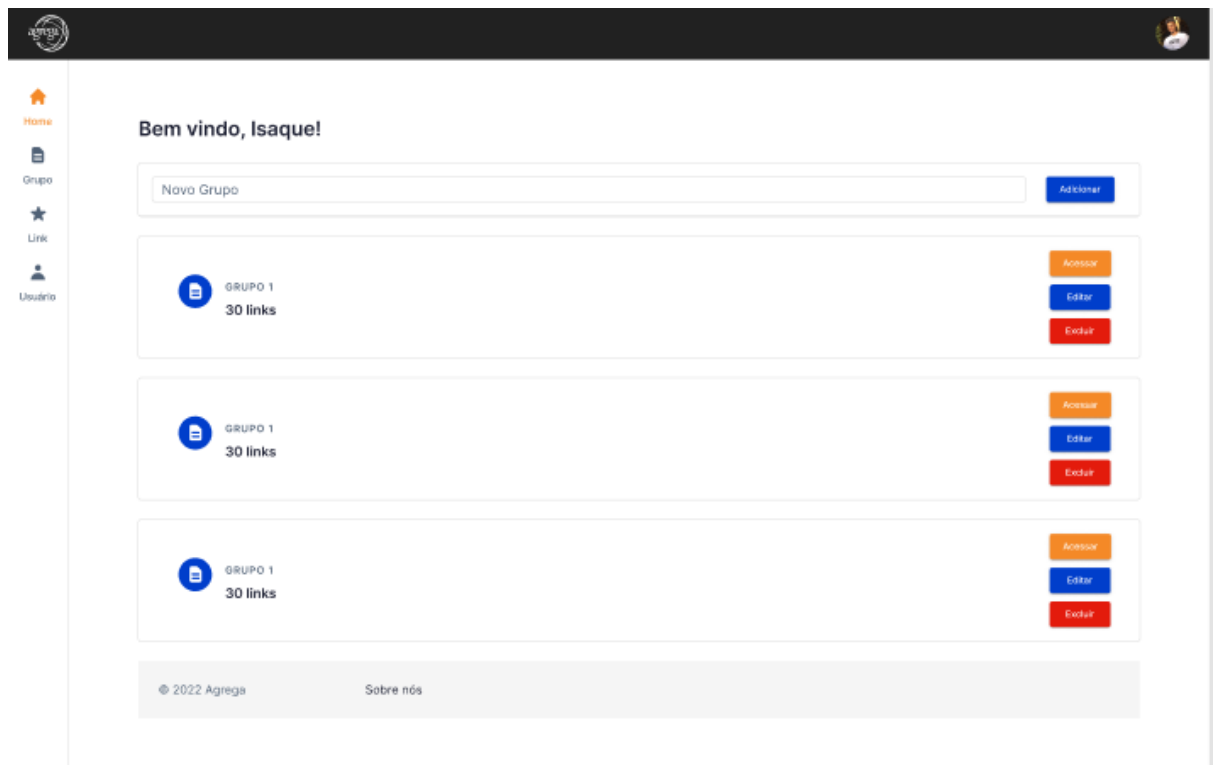 agrega
Home
Grupo
Link
Usuário
Bem vindo, Isaque!
Novo Grupo
Adicionar
GRUPO 1
30 links
Acessar
Editar
Excluir
GRUPO 1
30 links
Acessar
Editar
Excluir
GRUPO 1
30 links
Acessar
Editar
Excluir
© 2022 Agrega
Sobre nós